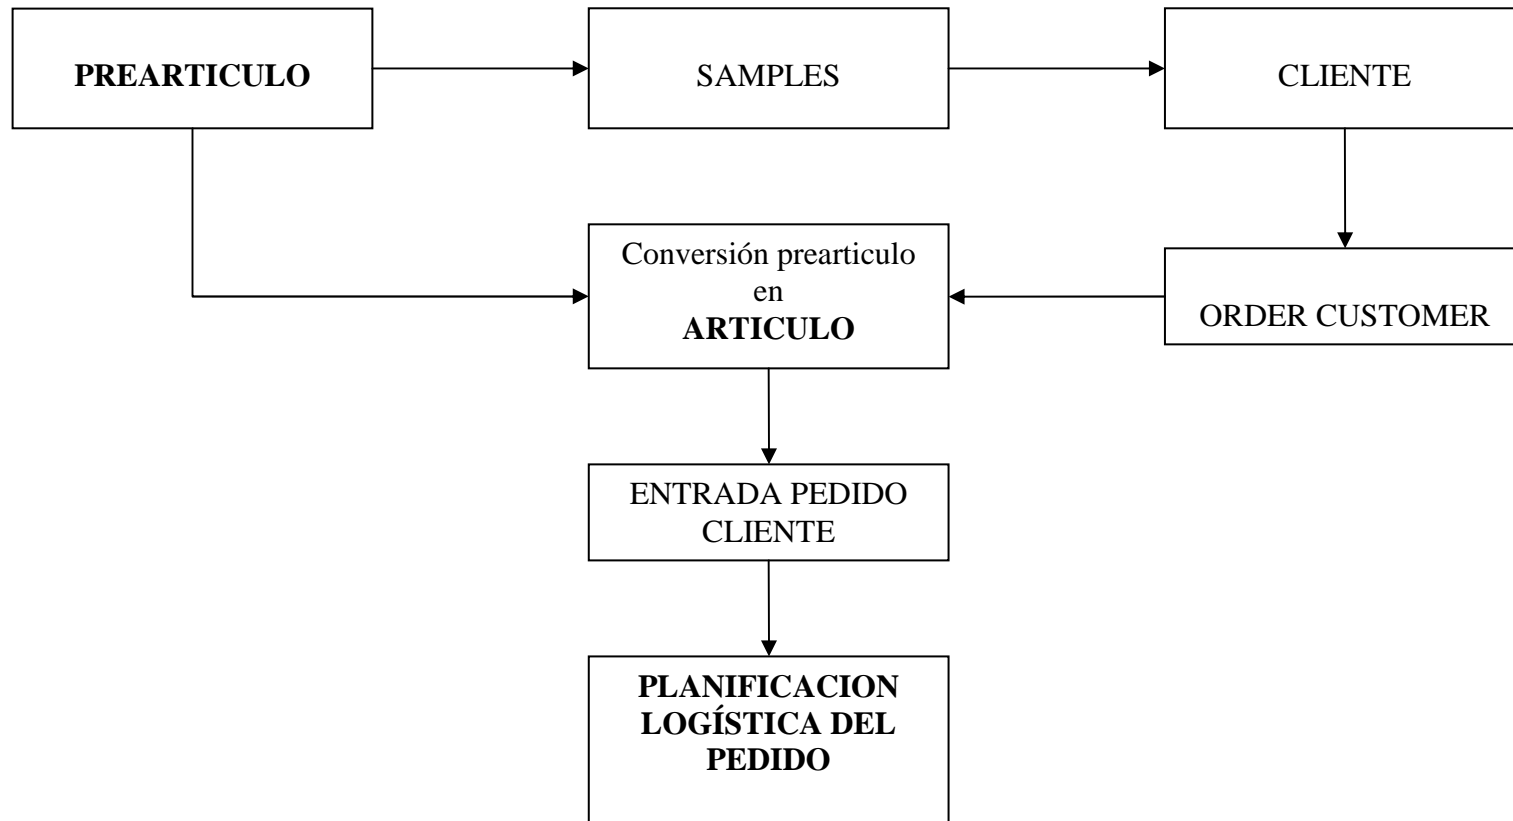 PREARTICULO
SAMPLES
CLIENTE
Conversión prearticulo
en
ARTICULO
ORDER CUSTOMER
ENTRADA PEDIDO
CLIENTE
PLANIFICACION
LOGÍSTICA DEL
PEDIDO